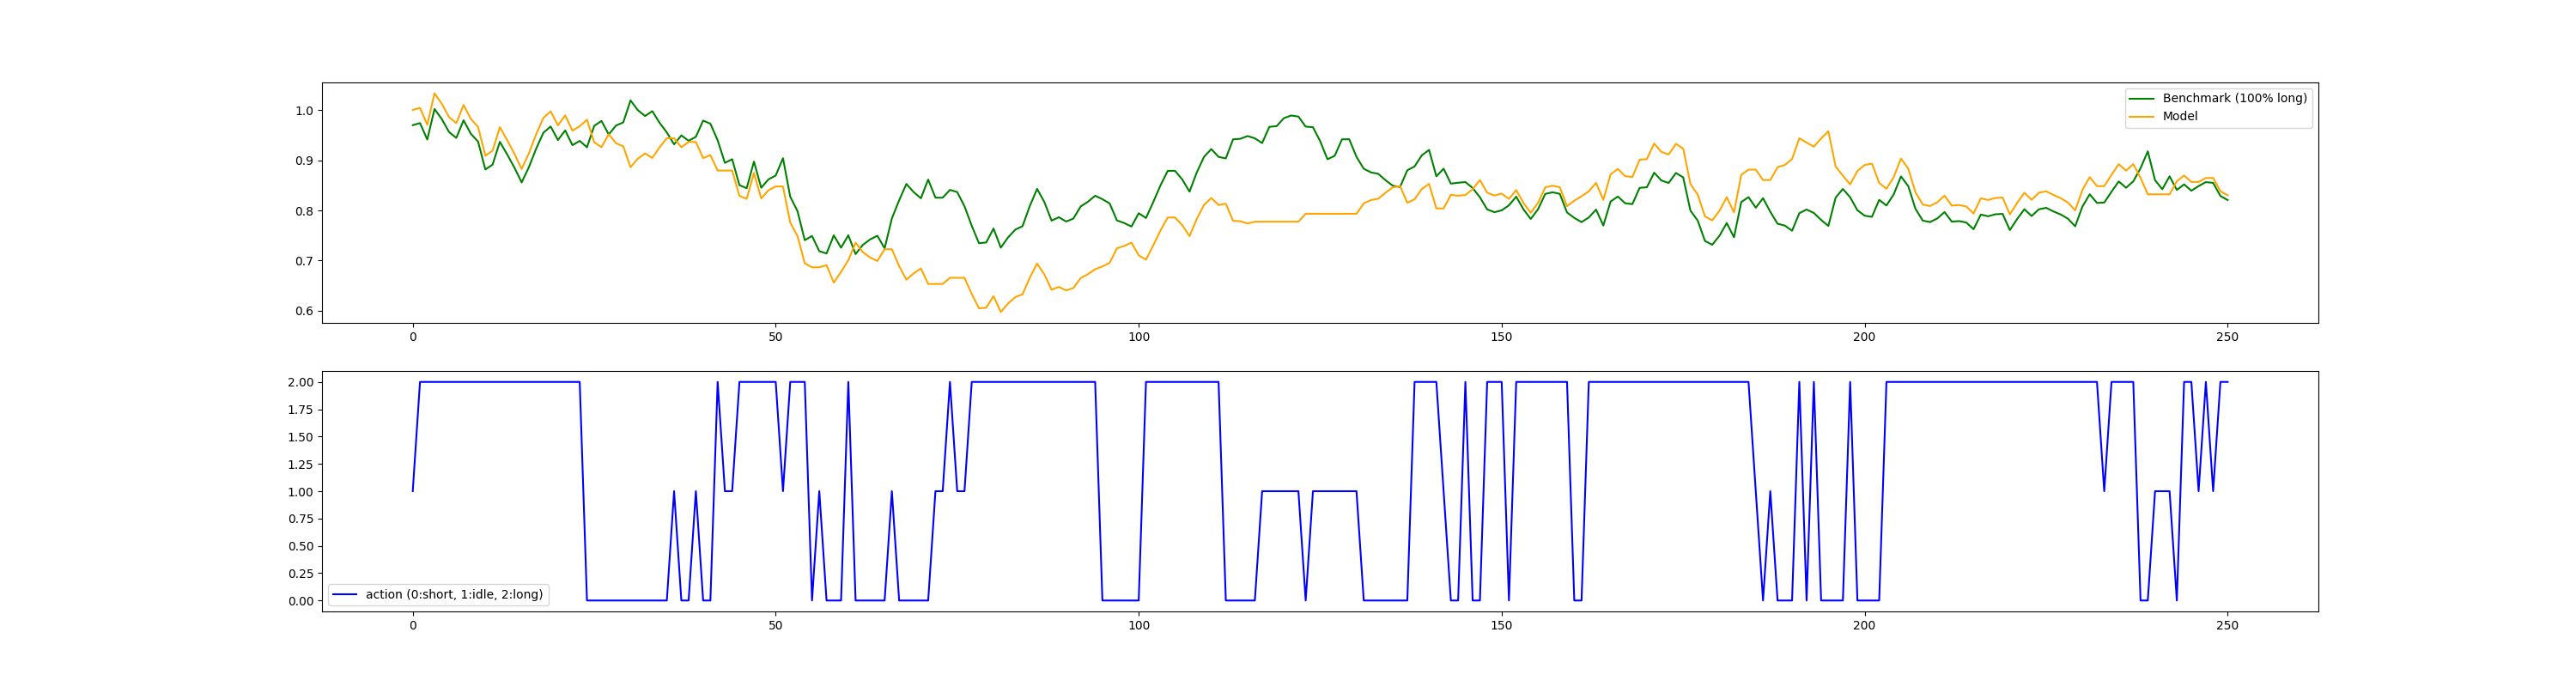 1.0
0.9
0.8
0.7
0.6
Benchmark (100% long)
Model
0 50 100 150 200 250
2.00
1.75
1.50
1.25
1.00
0.75
0.50
0.25
0.00
action (0:short, 1:idle, 2:long)
0 50 100 150 200 250